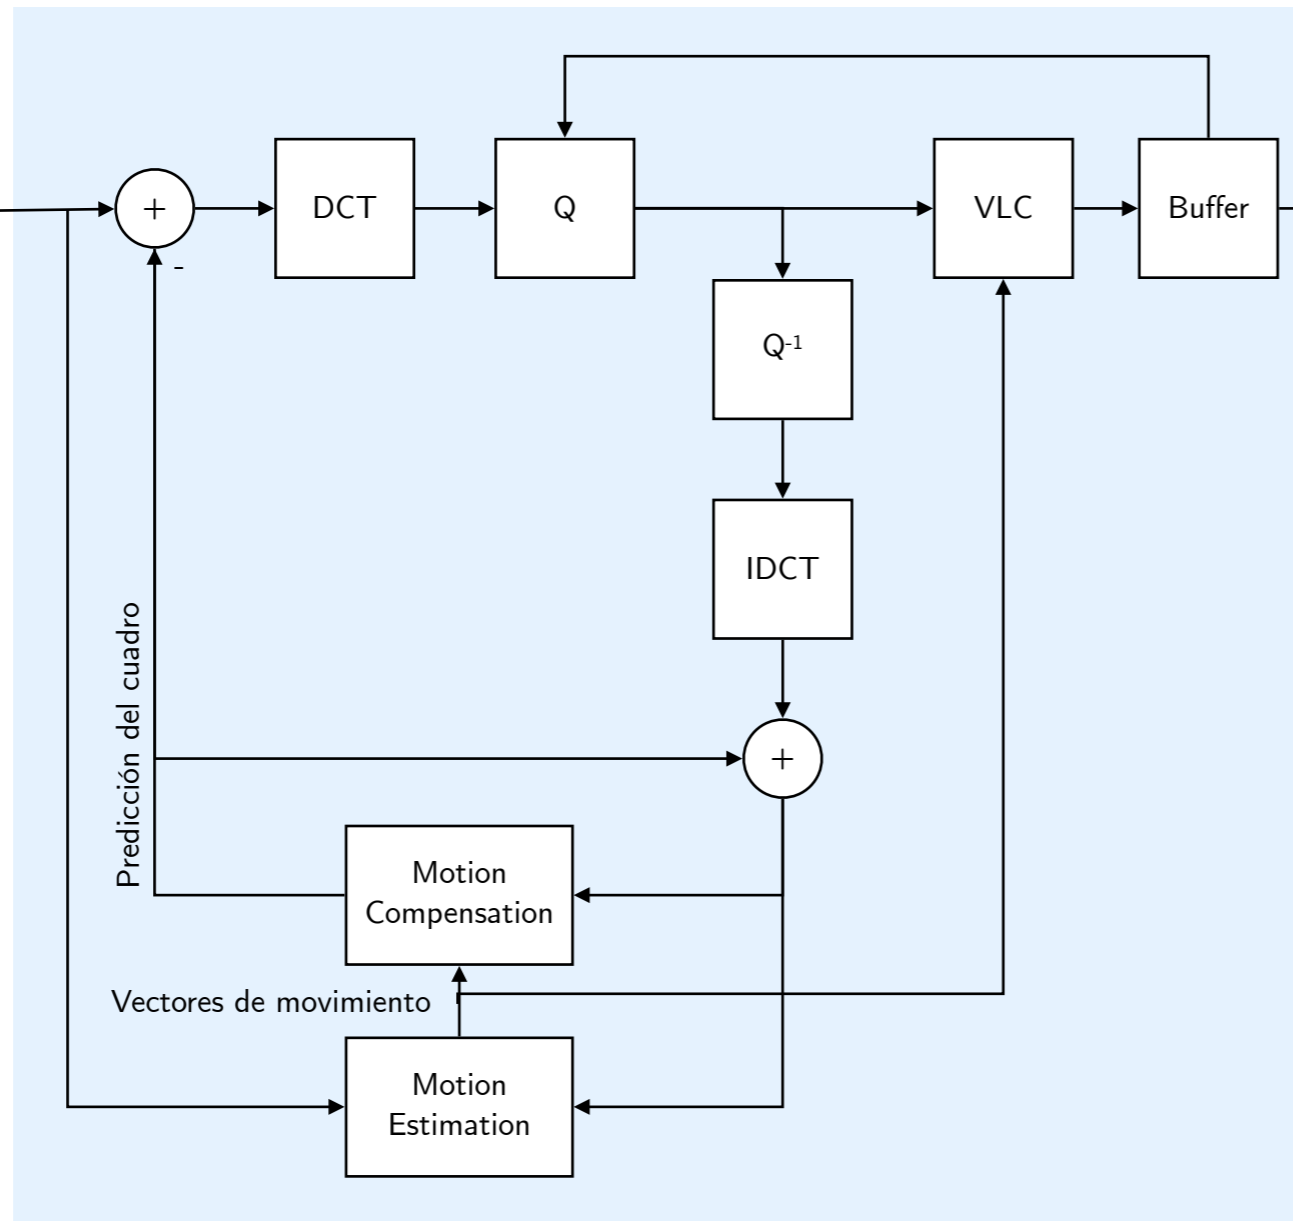 +
DCT
Q
VLC
Buffer
-
Q-1
IDCT
+
Predicción del cuadro
Motion
Compensation
Vectores de movimiento
Motion
Estimation